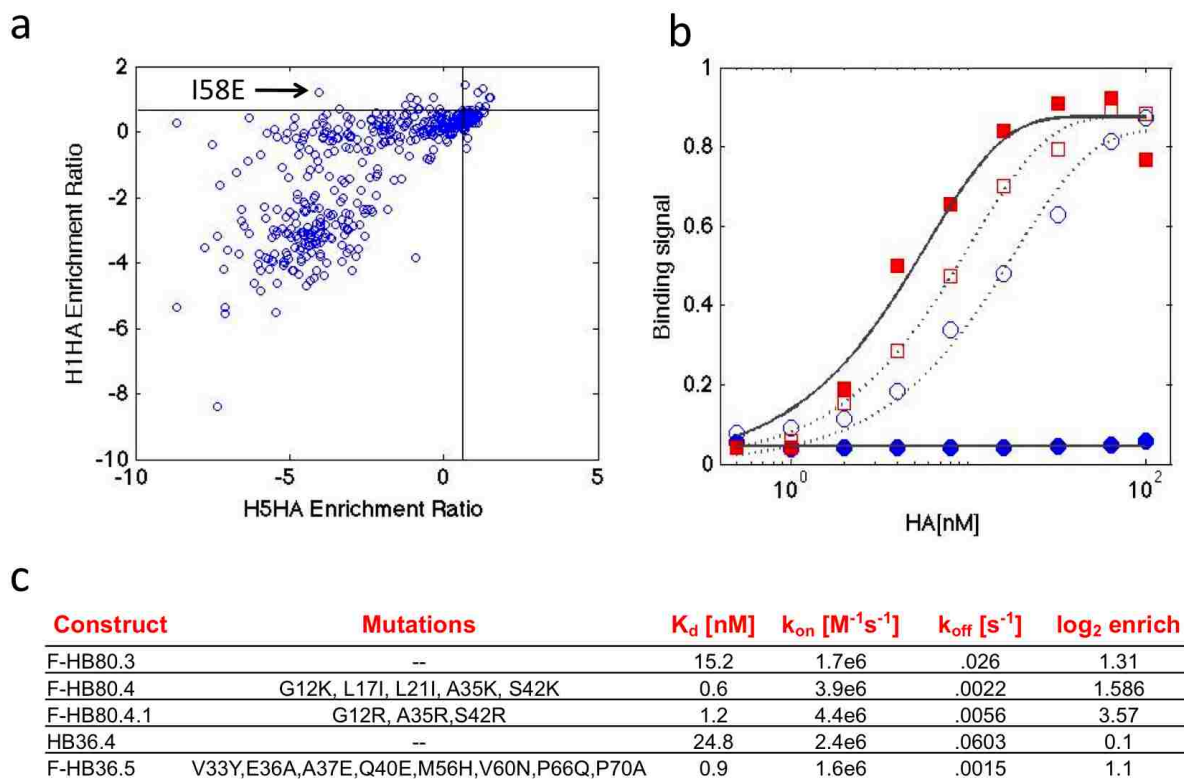 a
b
2
0
-2
-4
-6
-8
-10
I58E
H1HA Enrichment Ratio
-10
-5
0
5
H5HA Enrichment Ratio
1
0.8
0.6
0.4
0.2
0
Binding signal
10⁰
10²
HA[nM]
c
Construct Mutations Kd [nM] kon [M⁻¹s⁻¹] koff [s⁻¹] log₂ enrich
F-HB80.3 -- 15.2 1.7e6 .026 1.31
F-HB80.4 G12K, L17I, L21I, A35K, S42K 0.6 3.9e6 .0022 1.586
F-HB80.4.1 G12R, A35R,S42R 1.2 4.4e6 .0056 3.57
HB36.4 -- 24.8 2.4e6 .0603 0.1
F-HB36.5 V33Y,E36A,A37E,Q40E,M56H,V60N,P66Q,P70A 0.9 1.6e6 .0015 1.1